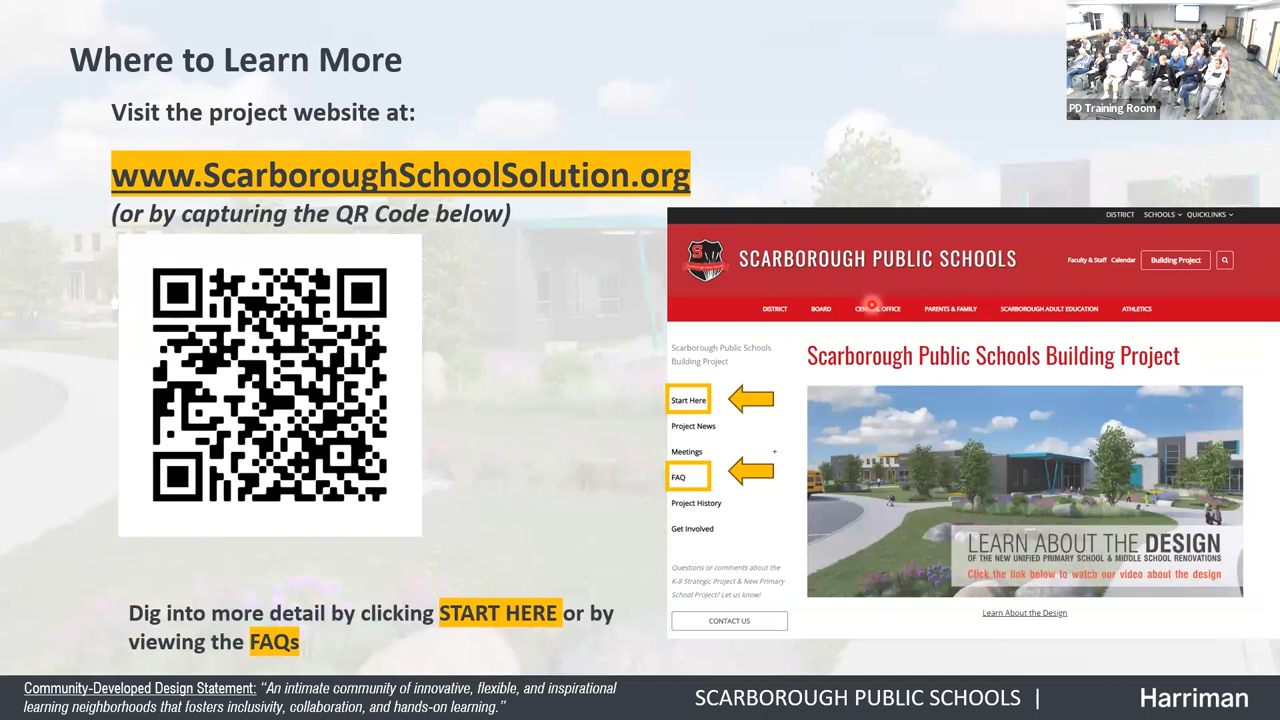 Where to Learn More
PD Training Room
Visit the project website at:
www.ScarboroughSchoolSolution.org
(or by capturing the QR Code below)
DISTRICT SCHOOLS QUICKLINKS
S
SCARBOROUGH PUBLIC SCHOOLS
Faculty & Staff Calendar Building Project
DISTRICT BOARD CENTRAL OFFICE PARENTS & FAMILY SCARBOROUGH ADULT EDUCATION ATHLETICS
Scarborough Public Schools
Building Project
Start Here
Project News
Meetings +
FAQ
Project History
Get Involved
Questions or comments about the
K-8 Strategic Project & New Primary
School Project? Let us know!
CONTACT US
Scarborough Public Schools Building Project
LEARN ABOUT THE DESIGN
OF THE NEW UNIFIED PRIMARY SCHOOL & MIDDLE SCHOOL RENOVATIONS
Click the link below to watch our video about the design
Learn About the Design
Dig into more detail by clicking START HERE or by
viewing the FAQs
Community-Developed Design Statement: “An intimate community of innovative, flexible, and inspirational
learning neighborhoods that fosters inclusivity, collaboration, and hands-on learning.”
SCARBOROUGH PUBLIC SCHOOLS |
Harriman